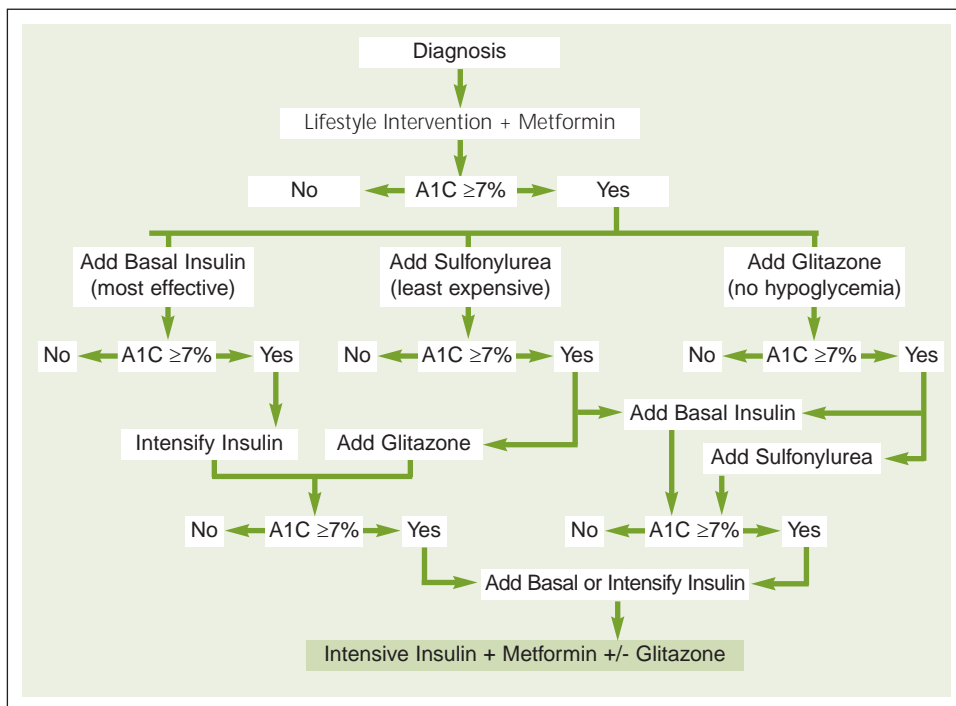 Diagnosis
Lifestyle Intervention + Metformin
No
A1C ≥7%
Yes
Add Basal Insulin
(most effective)
Add Sulfonylurea
(least expensive)
Add Glitazone
(no hypoglycemia)
No
A1C ≥7%
Yes
No
A1C ≥7%
Yes
No
A1C ≥7%
Yes
Add Basal Insulin
Intensify Insulin
Add Glitazone
Add Sulfonylurea
No
A1C ≥7%
Yes
No
A1C ≥7%
Yes
Add Basal or Intensify Insulin
Intensive Insulin + Metformin +/- Glitazone